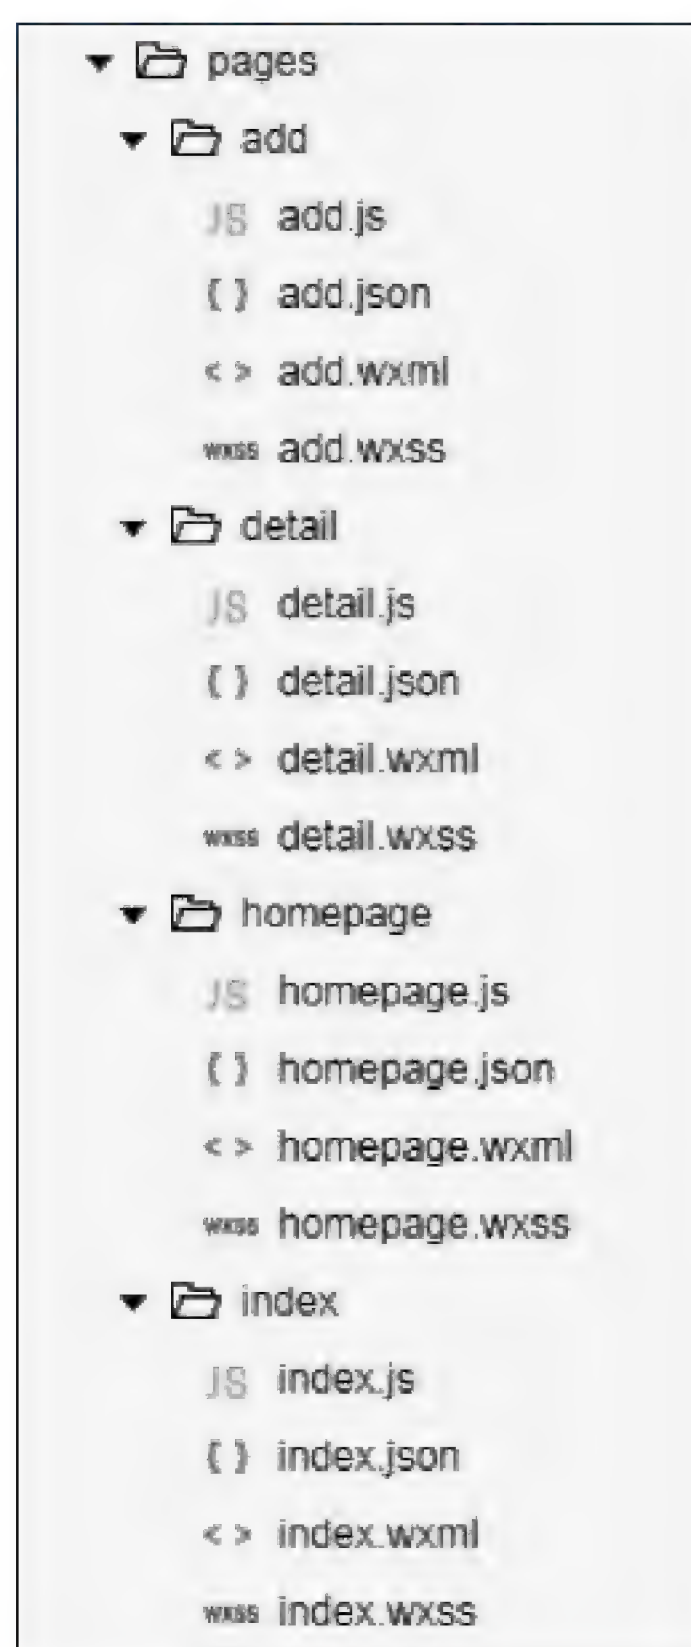 pages
add
JS add.js
{ } add.json
< > add.wxml
wxss add.wxss
detail
JS detail.js
{ } detail.json
< > detail.wxml
wxss detail.wxss
homepage
JS homepage.js
{ } homepage.json
< > homepage.wxml
wxss homepage.wxss
index
JS index.js
{ } index.json
< > index.wxml
wxss index.wxss